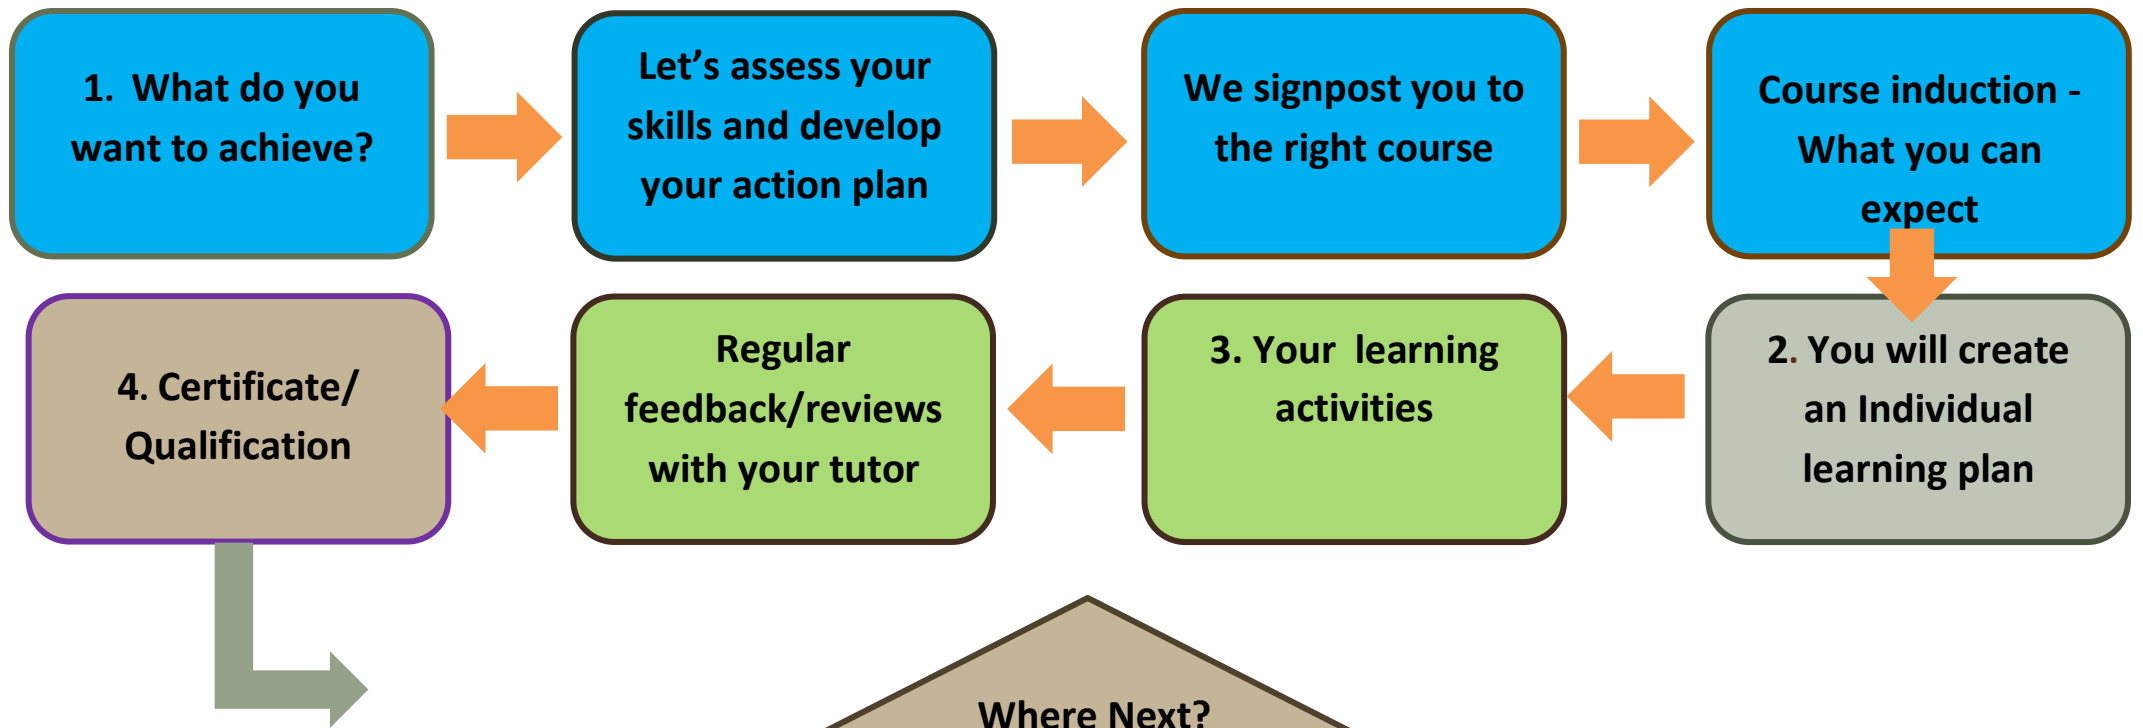 1. What do you
want to achieve?
Let’s assess your
skills and develop
your action plan
We signpost you to
the right course
Course induction -
What you can
expect
2. You will create
an Individual
learning plan
3. Your learning
activities
Regular
feedback/reviews
with your tutor
4. Certificate/
Qualification
Where Next?